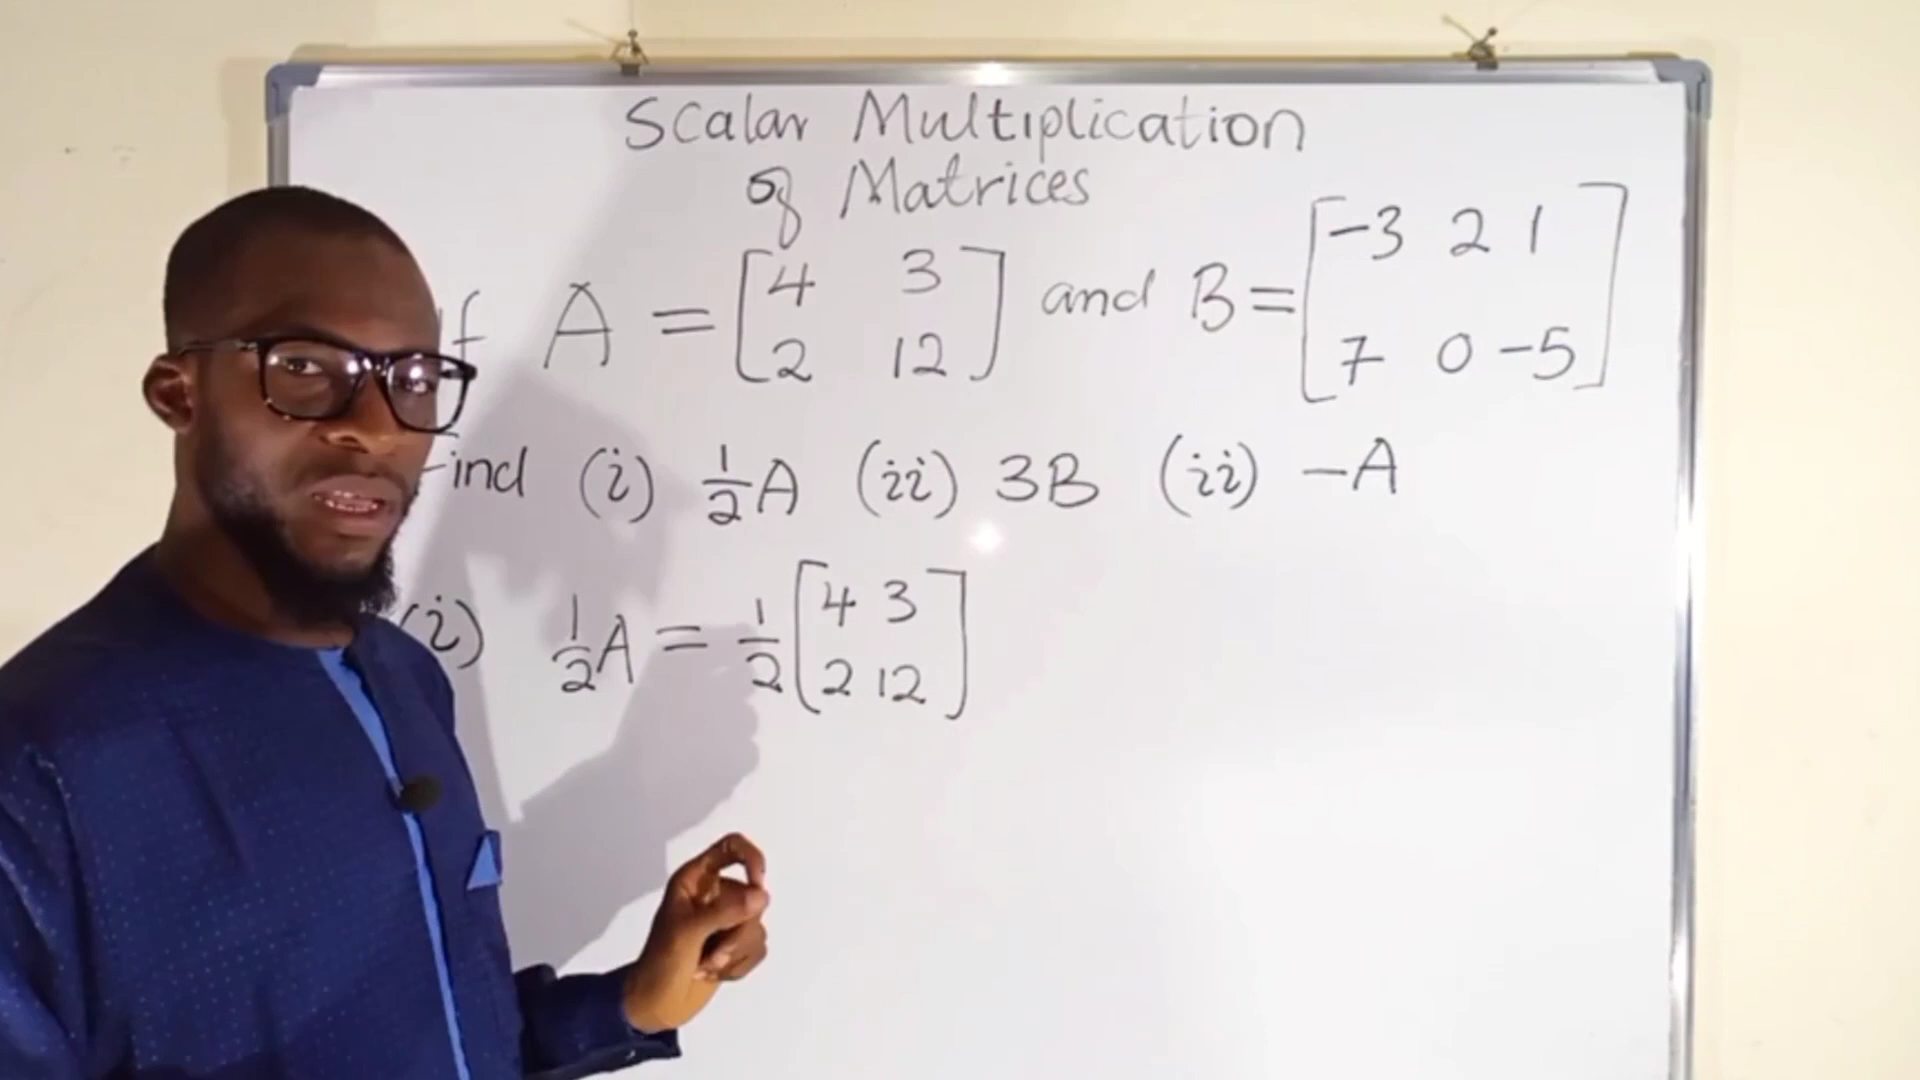 Scalar Multiplication
of Matrices
If A = [4 3 and B = [-3 2 1
2 12] 7 0 -5]
Find (i) 1/2 A (ii) 3B (ii) -A
(i) 1/2 A = 1/2 [4 3
2 12]